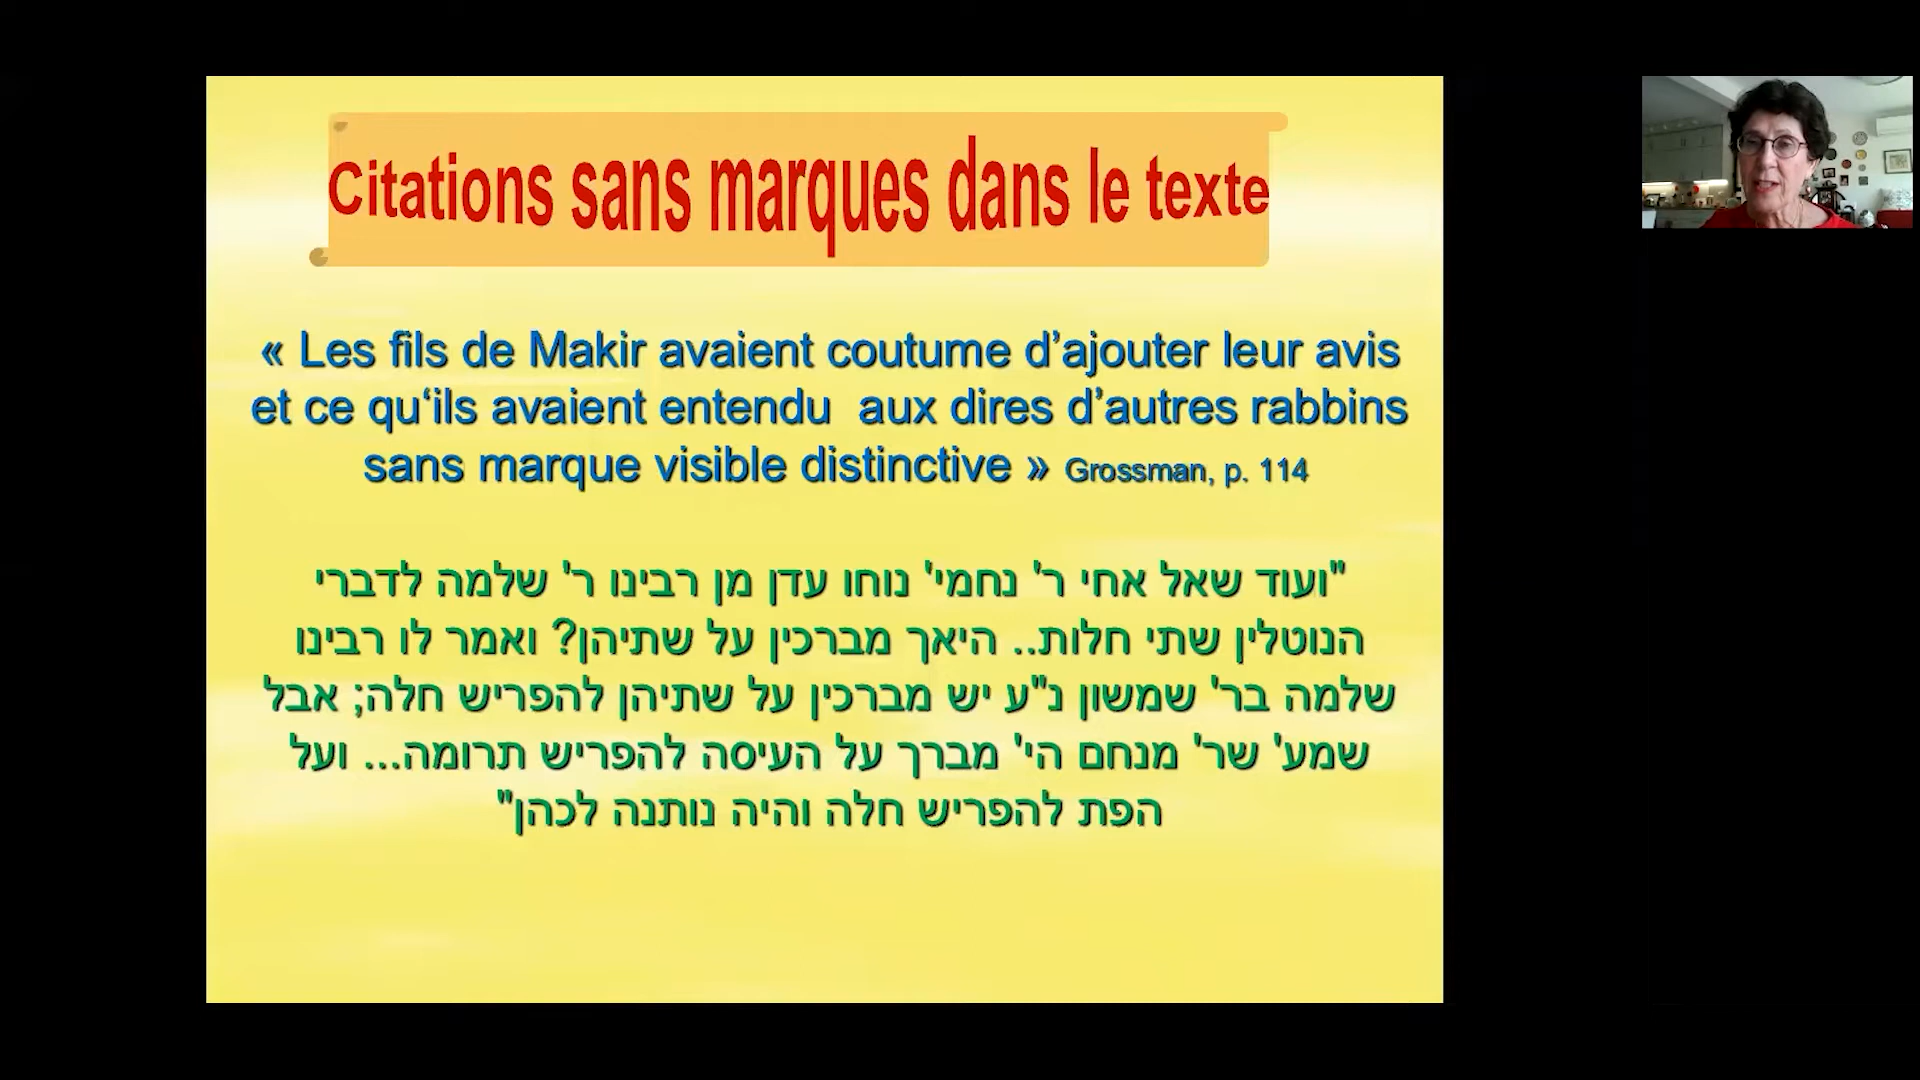 Citations sans marques dans le texte
« Les fils de Makir avaient coutume d’ajouter leur avis
et ce qu‘ils avaient entendu aux dires d’autres rabbins
sans marque visible distinctive » Grossman, p. 114
"ועוד שאל אחי ר' נחמי' נוחו עדן מן רבינו ר' שלמה לדברי
הנוטלין שתי חלות.. היאך מברכין על שתיהן? ואמר לו רבינו
שלמה בר' שמשון נ"ע יש מברכין על שתיהן להפריש חלה; אבל
שמע' שר' מנחם הי' מברך על העיסה להפריש תרומה... ועל
הפת להפריש חלה והיה נותנה לכהן"